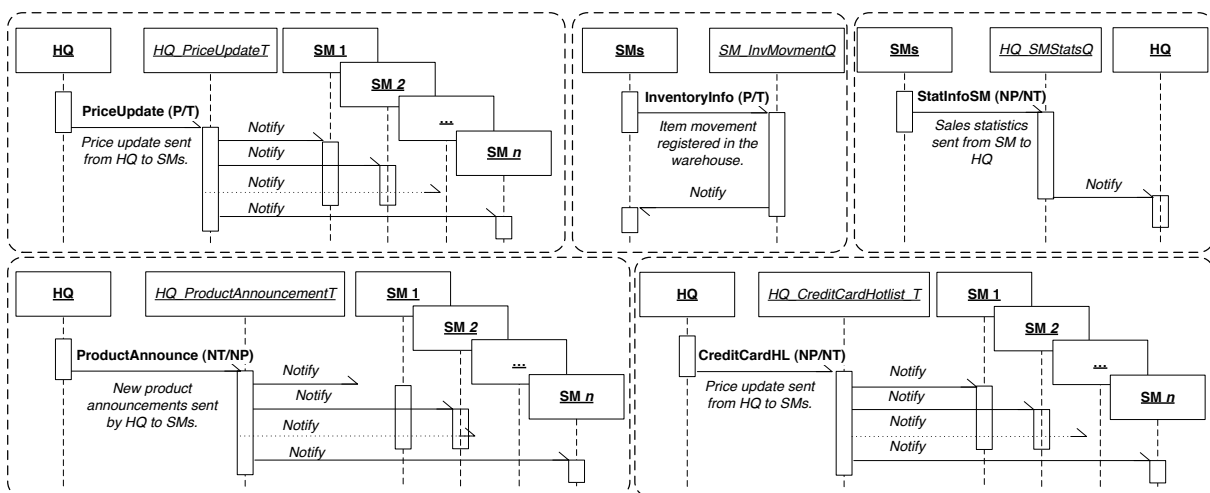 HQ
HQ_PriceUpdateT
SM 1
SM 2
...
SM n
PriceUpdate (P/T)
Price update sent
from HQ to SMs.
Notify
Notify
Notify
Notify
SMs
SM_InvMovmentQ
InventoryInfo (P/T)
Item movement
registered in the
warehouse.
Notify
SMs
HQ_SMStatsQ
HQ
StatInfoSM (NP/NT)
Sales statistics
sent from SM to
HQ
Notify
HQ
HQ_ProductAnnouncementT
SM 1
SM 2
...
SM n
ProductAnnounce (NT/NP)
New product
announcements sent
by HQ to SMs.
Notify
Notify
Notify
Notify
HQ
HQ_CreditCardHotlist_T
SM 1
SM 2
...
SM n
CreditCardHL (NP/NT)
Price update sent
from HQ to SMs.
Notify
Notify
Notify
Notify